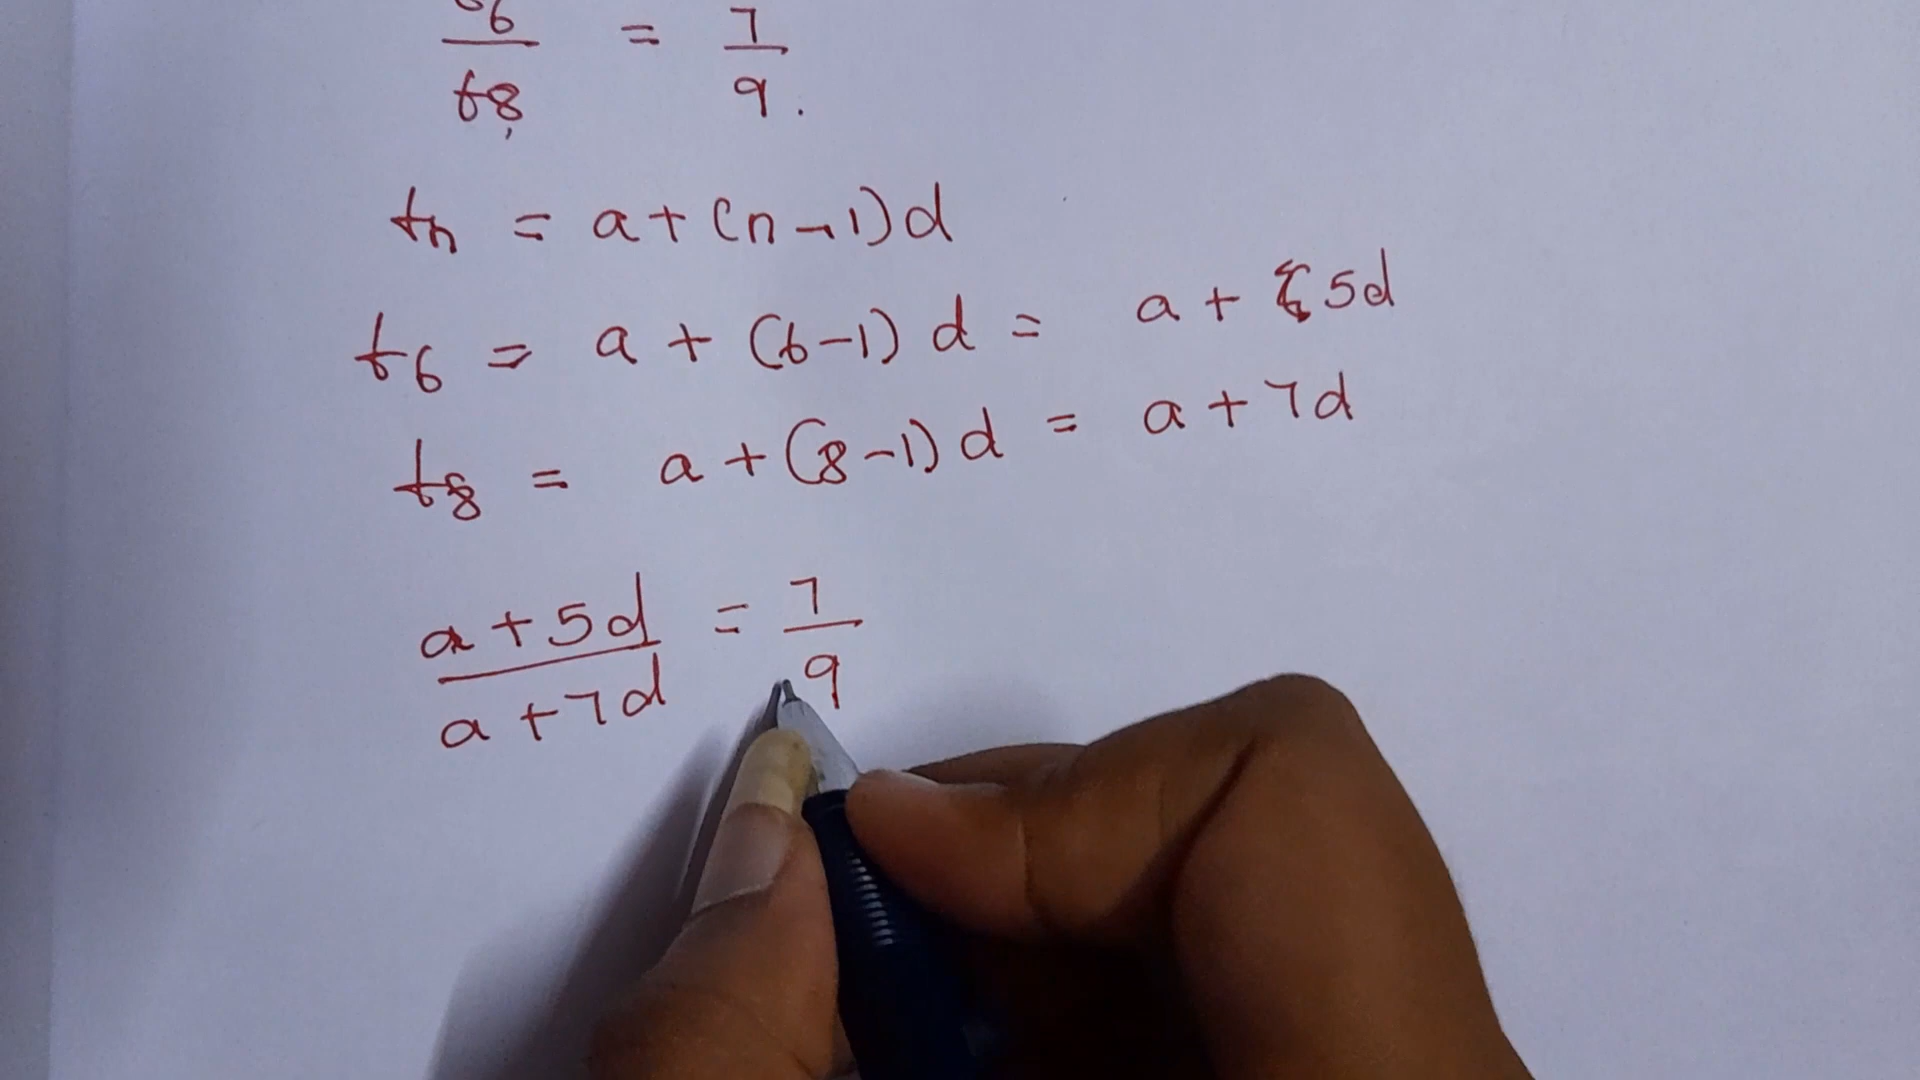 t6/t8 = 7/9.
tn = a + (n-1)d
t6 = a + (6-1) d = a + 5d
t8 = a + (8-1) d = a + 7d
a + 5d / a + 7d = 7/9